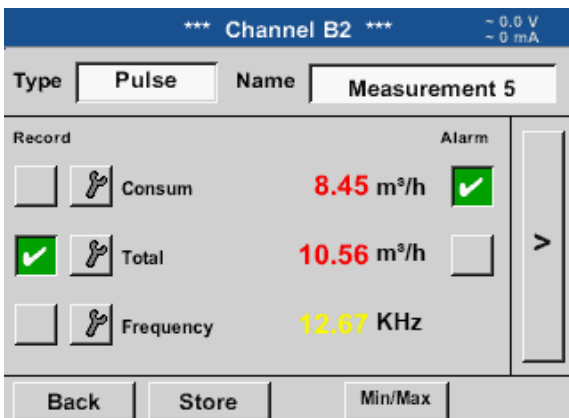 *** Channel B2 ***
~ 0.0 V
~ 0 mA
Type Pulse Name Measurement 5
Record Alarm
Consum 8.45 m³/h
Total 10.56 m³/h
Frequency 12.67 KHz
>
Back Store Min/Max